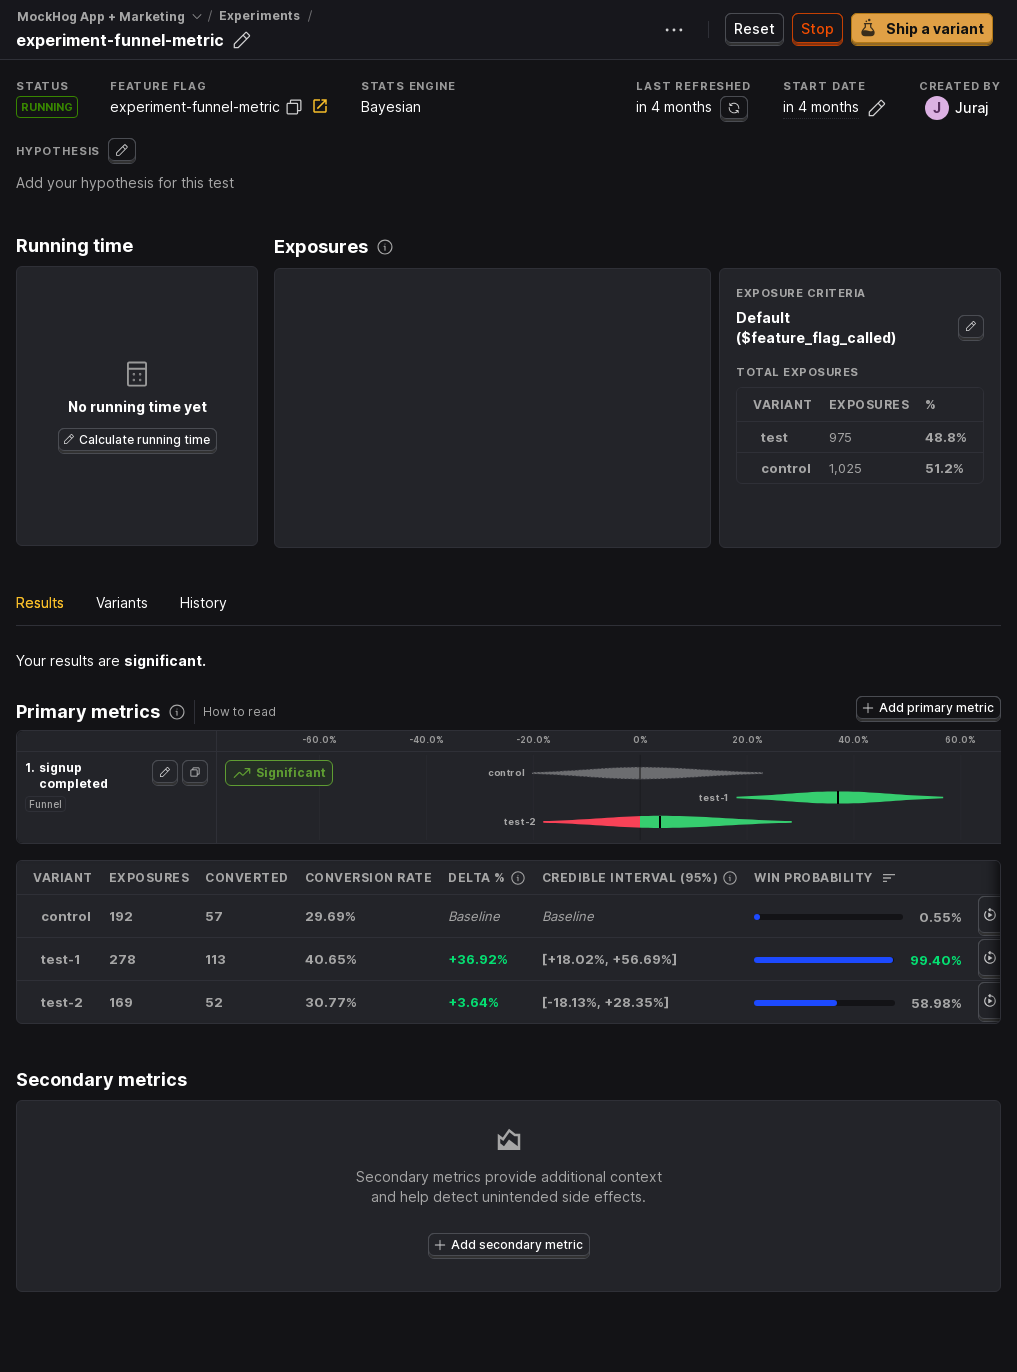 MockHog App + Marketing / Experiments /
experiment-funnel-metric
Reset
Stop
Ship a variant
STATUS
RUNNING
FEATURE FLAG
experiment-funnel-metric
STATS ENGINE
Bayesian
LAST REFRESHED
in 4 months
START DATE
in 4 months
CREATED BY
J Juraj
HYPOTHESIS
Add your hypothesis for this test
Running time
No running time yet
Calculate running time
Exposures
EXPOSURE CRITERIA
Default
($feature_flag_called)
TOTAL EXPOSURES
VARIANT EXPOSURES %
test 975 48.8%
control 1,025 51.2%
Results Variants History
Your results are significant.
Primary metrics How to read
Add primary metric
-60.0% -40.0% -20.0% 0% 20.0% 40.0% 60.0%
1. signup
completed
Funnel
Significant
control
test-1
test-2
VARIANT EXPOSURES CONVERTED CONVERSION RATE DELTA % CREDIBLE INTERVAL (95%) WIN PROBABILITY
control 192 57 29.69% Baseline Baseline 0.55%
test-1 278 113 40.65% +36.92% [+18.02%, +56.69%] 99.40%
test-2 169 52 30.77% +3.64% [-18.13%, +28.35%] 58.98%
Secondary metrics
Secondary metrics provide additional context
and help detect unintended side effects.
Add secondary metric